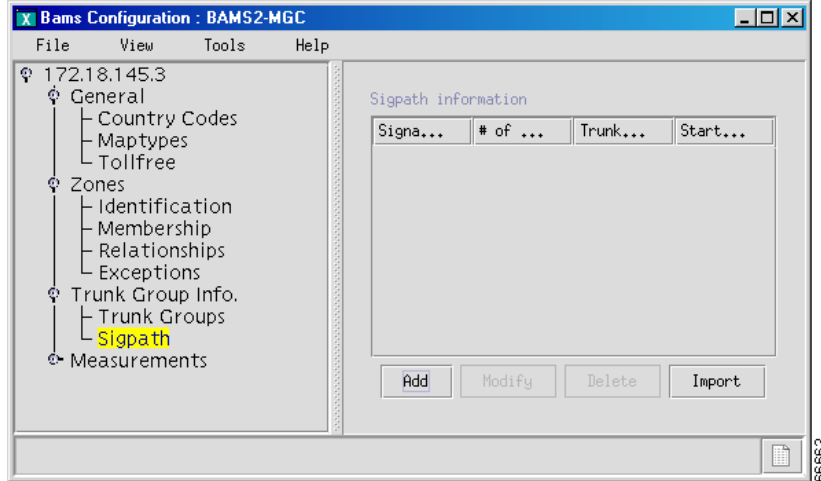 Bams Configuration : BAMS2-MGC
File View Tools Help
172.18.145.3
General
Country Codes
Maptypes
Tollfree
Zones
Identification
Membership
Relationships
Exceptions
Trunk Group Info.
Trunk Groups
Sigpath
Measurements
Sigpath information
Signa... # of ... Trunk... Start...
Add Modify Delete Import
66662